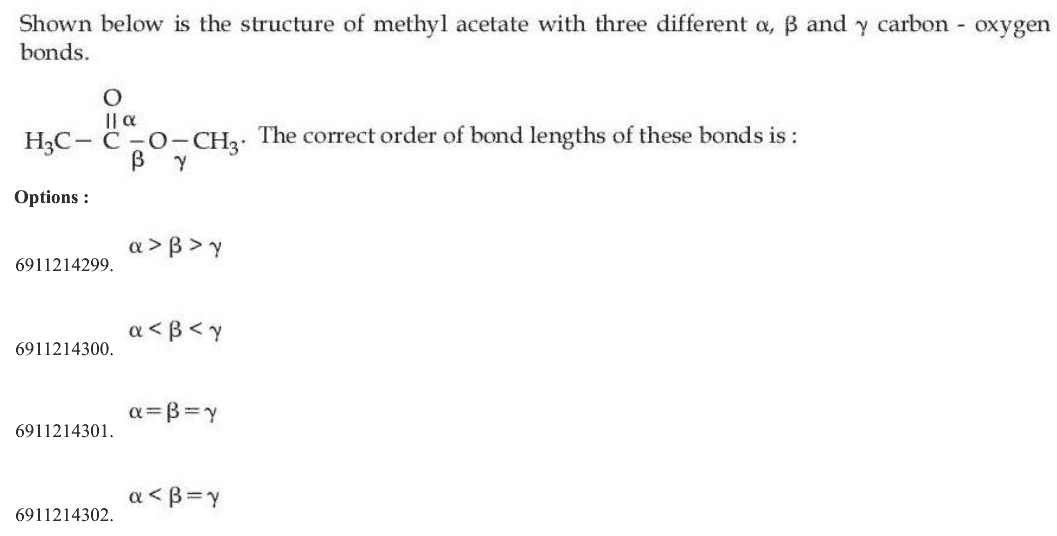 Shown below is the structure of methyl acetate with three different α, β and γ carbon - oxygen
bonds.
O
|| α
H₃C – C – O – CH₃. The correct order of bond lengths of these bonds is :
β γ
Options :
α > β > γ
6911214299.
α < β < γ
6911214300.
α = β = γ
6911214301.
α < β = γ
6911214302.